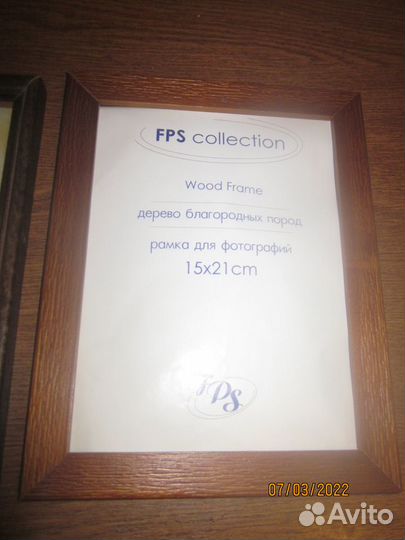 FPS collection
Wood Frame
дерево благородных пород
рамка для фотографий
15x21cm
FPS
07/03/2022
Avito